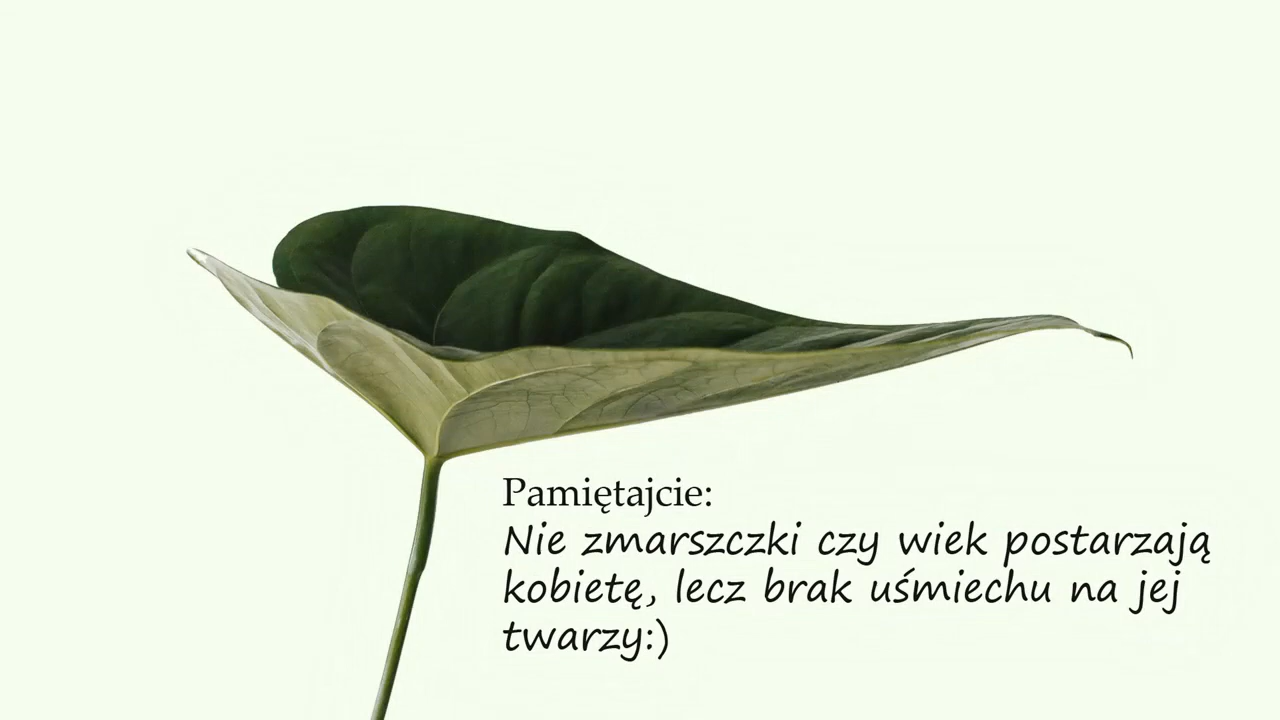 Pamiętajcie:
Nie zmarszczki czy wiek postarzają
kobietę, lecz brak uśmiechu na jej
twarzy:)